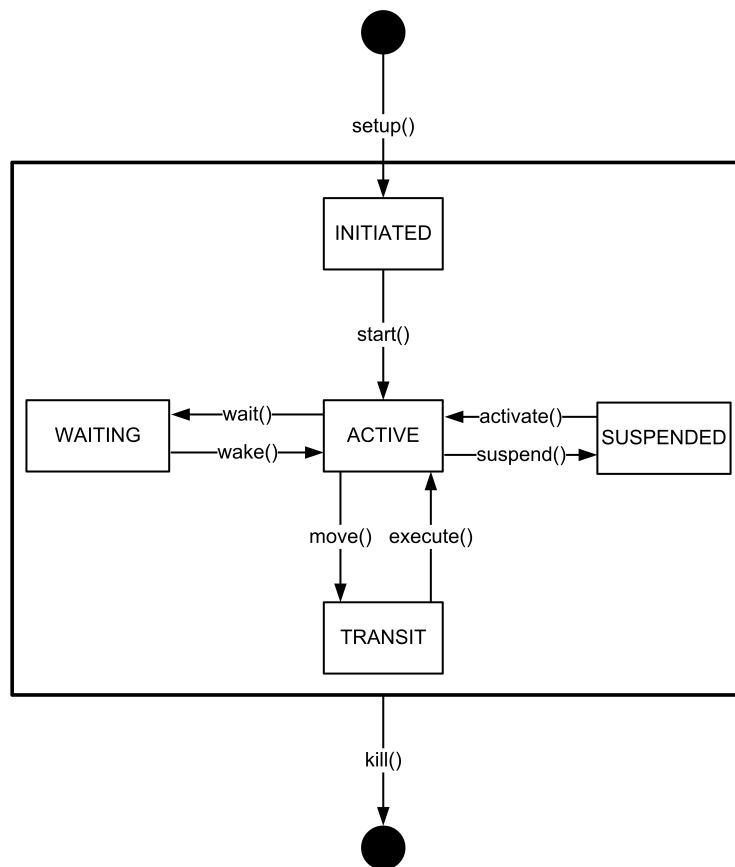 setup()
INITIATED
start()
WAITING
wait()
wake()
ACTIVE
activate()
suspend()
SUSPENDED
move()
execute()
TRANSIT
kill()